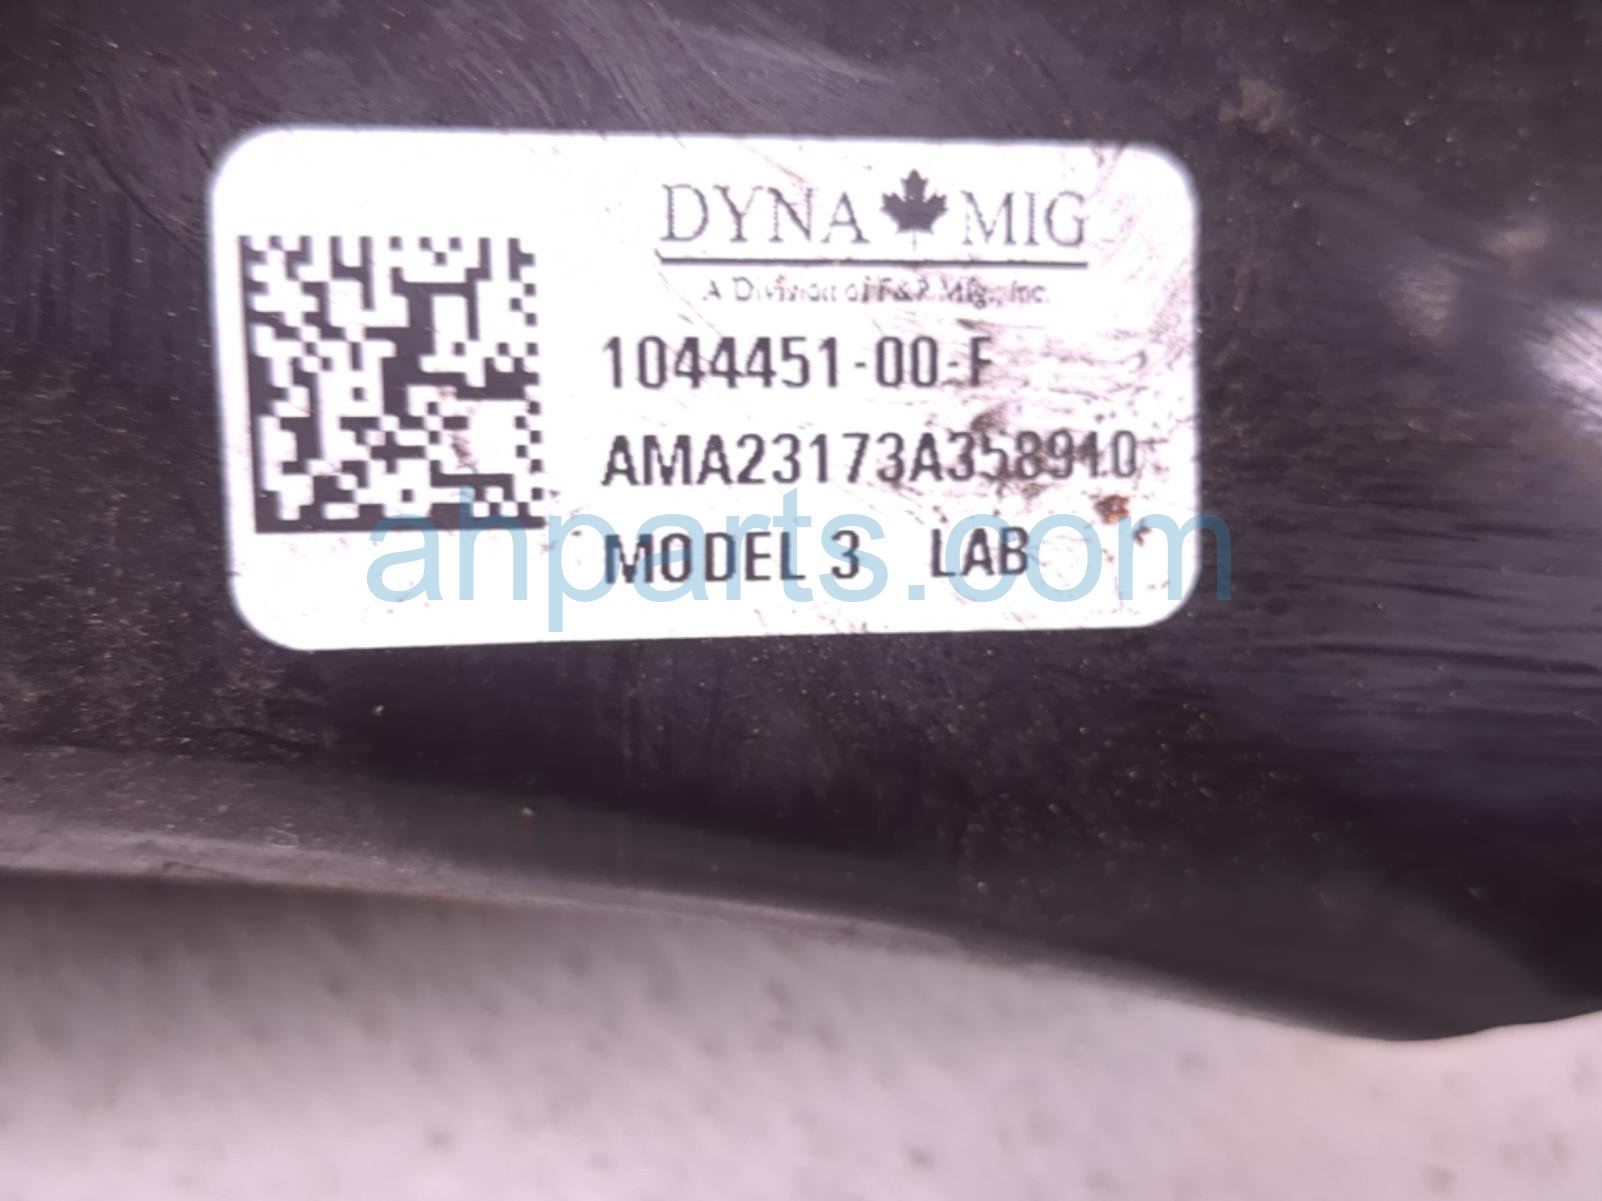 DYNA MIG
A Division of F&P Mfg., Inc.
1044451-00-F
AMA23173A358910
MODEL 3 LAB
ahparts.com